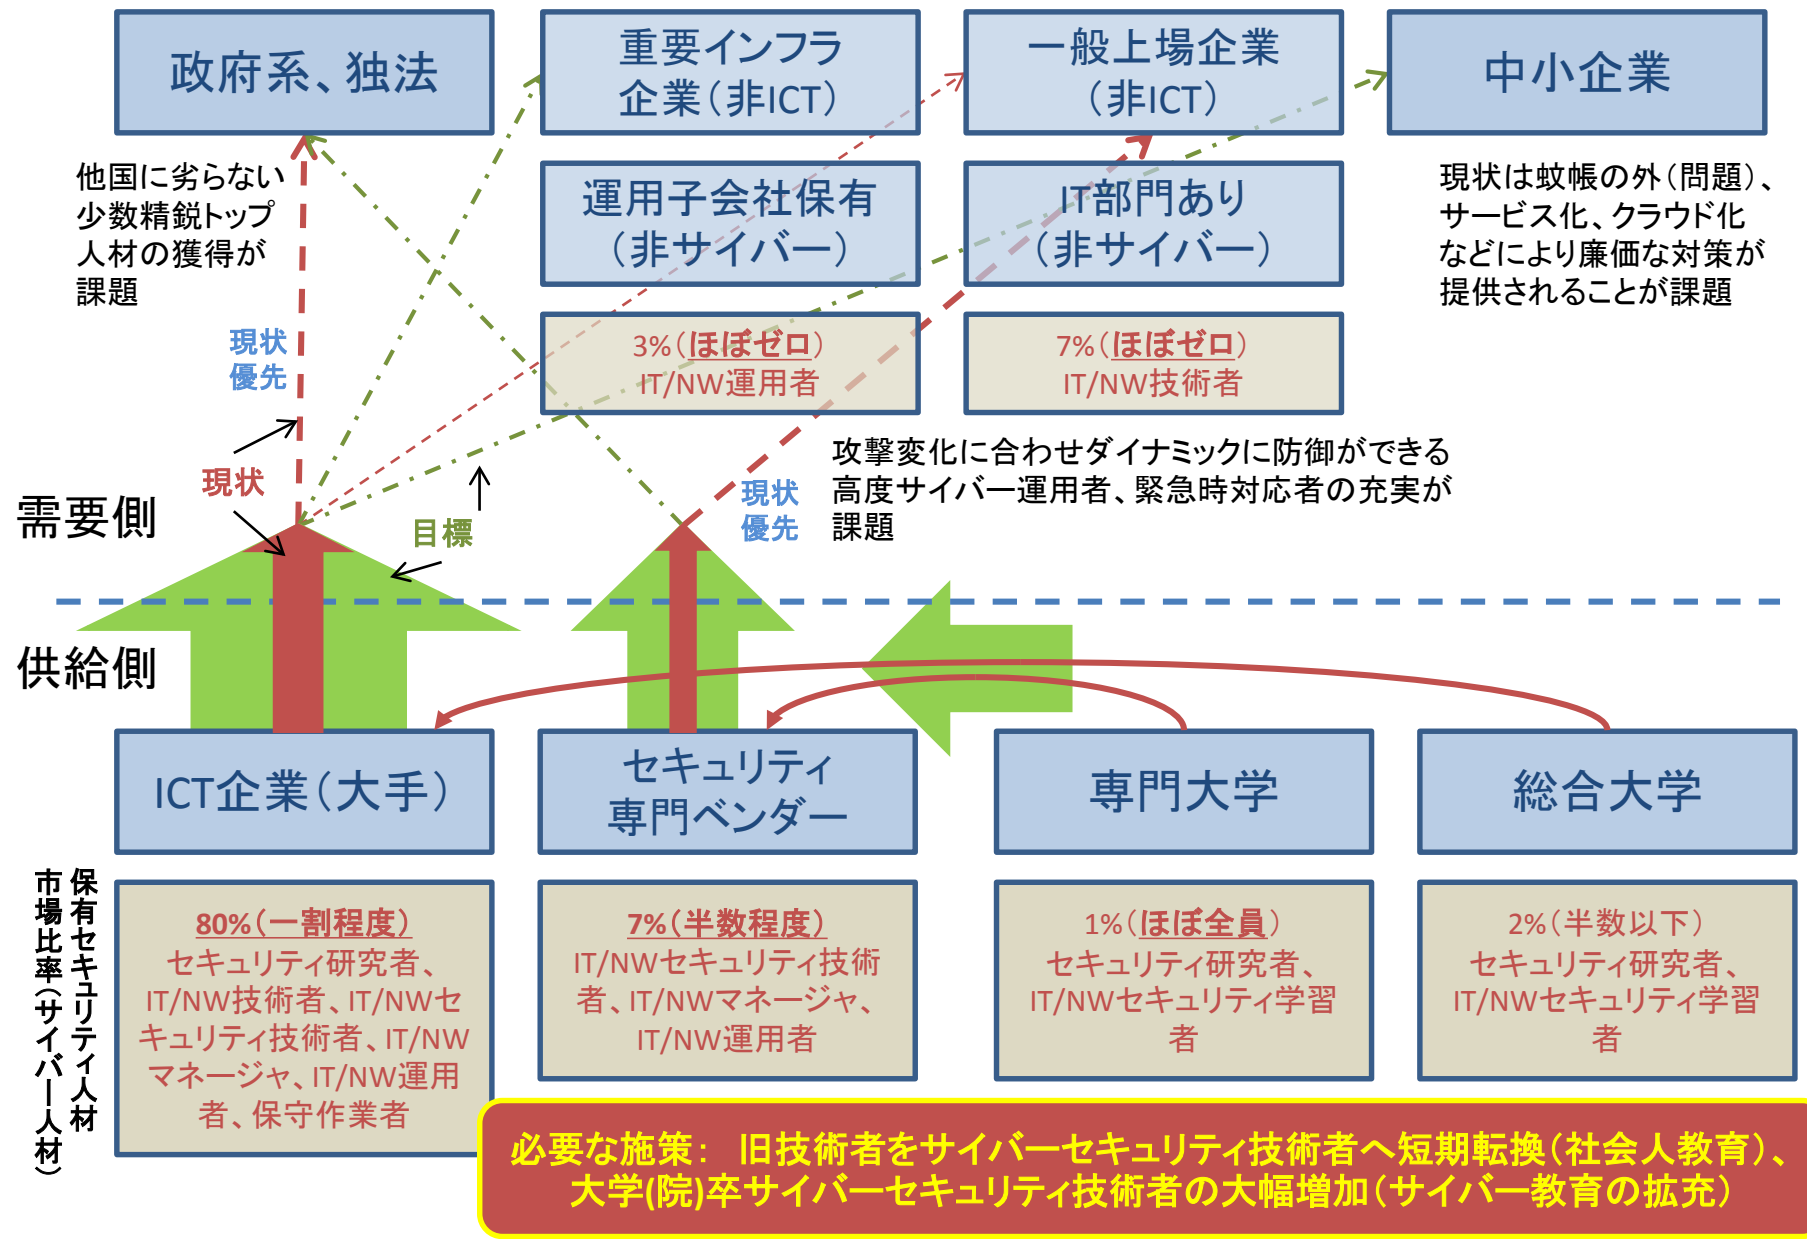 政府系、独法
重要インフラ
企業（非ICT）
一般上場企業
（非ICT）
中小企業
他国に劣らない
少数精鋭トップ
人材の獲得が
課題
運用子会社保有
（非サイバー）
IT部門あり
（非サイバー）
現状は蚊帳の外（問題）、
サービス化、クラウド化
などにより廉価な対策が
提供されることが課題
3%（ほぼゼロ）
IT/NW運用者
7%（ほぼゼロ）
IT/NW技術者
現状
優先
現状
目標
現状
優先
攻撃変化に合わせダイナミックに防御ができる
高度サイバー運用者、緊急時対応者の充実が
課題
需要側
供給側
ICT企業（大手）
セキュリティ
専門ベンダー
専門大学
総合大学
保有セキュリティ人材
市場比率（サイバー人材）
80%（一割程度）
セキュリティ研究者、
IT/NW技術者、IT/NWセ
キュリティ技術者、IT/NW
マネージャ、IT/NW運用
者、保守作業者
7%（半数程度）
IT/NWセキュリティ技術
者、IT/NWマネージャ、
IT/NW運用者
1%（ほぼ全員）
セキュリティ研究者、
IT/NWセキュリティ学習
者
2%（半数以下）
セキュリティ研究者、
IT/NWセキュリティ学習
者
必要な施策：　旧技術者をサイバーセキュリティ技術者へ短期転換（社会人教育）、
大学(院)卒サイバーセキュリティ技術者の大幅増加（サイバー教育の拡充）